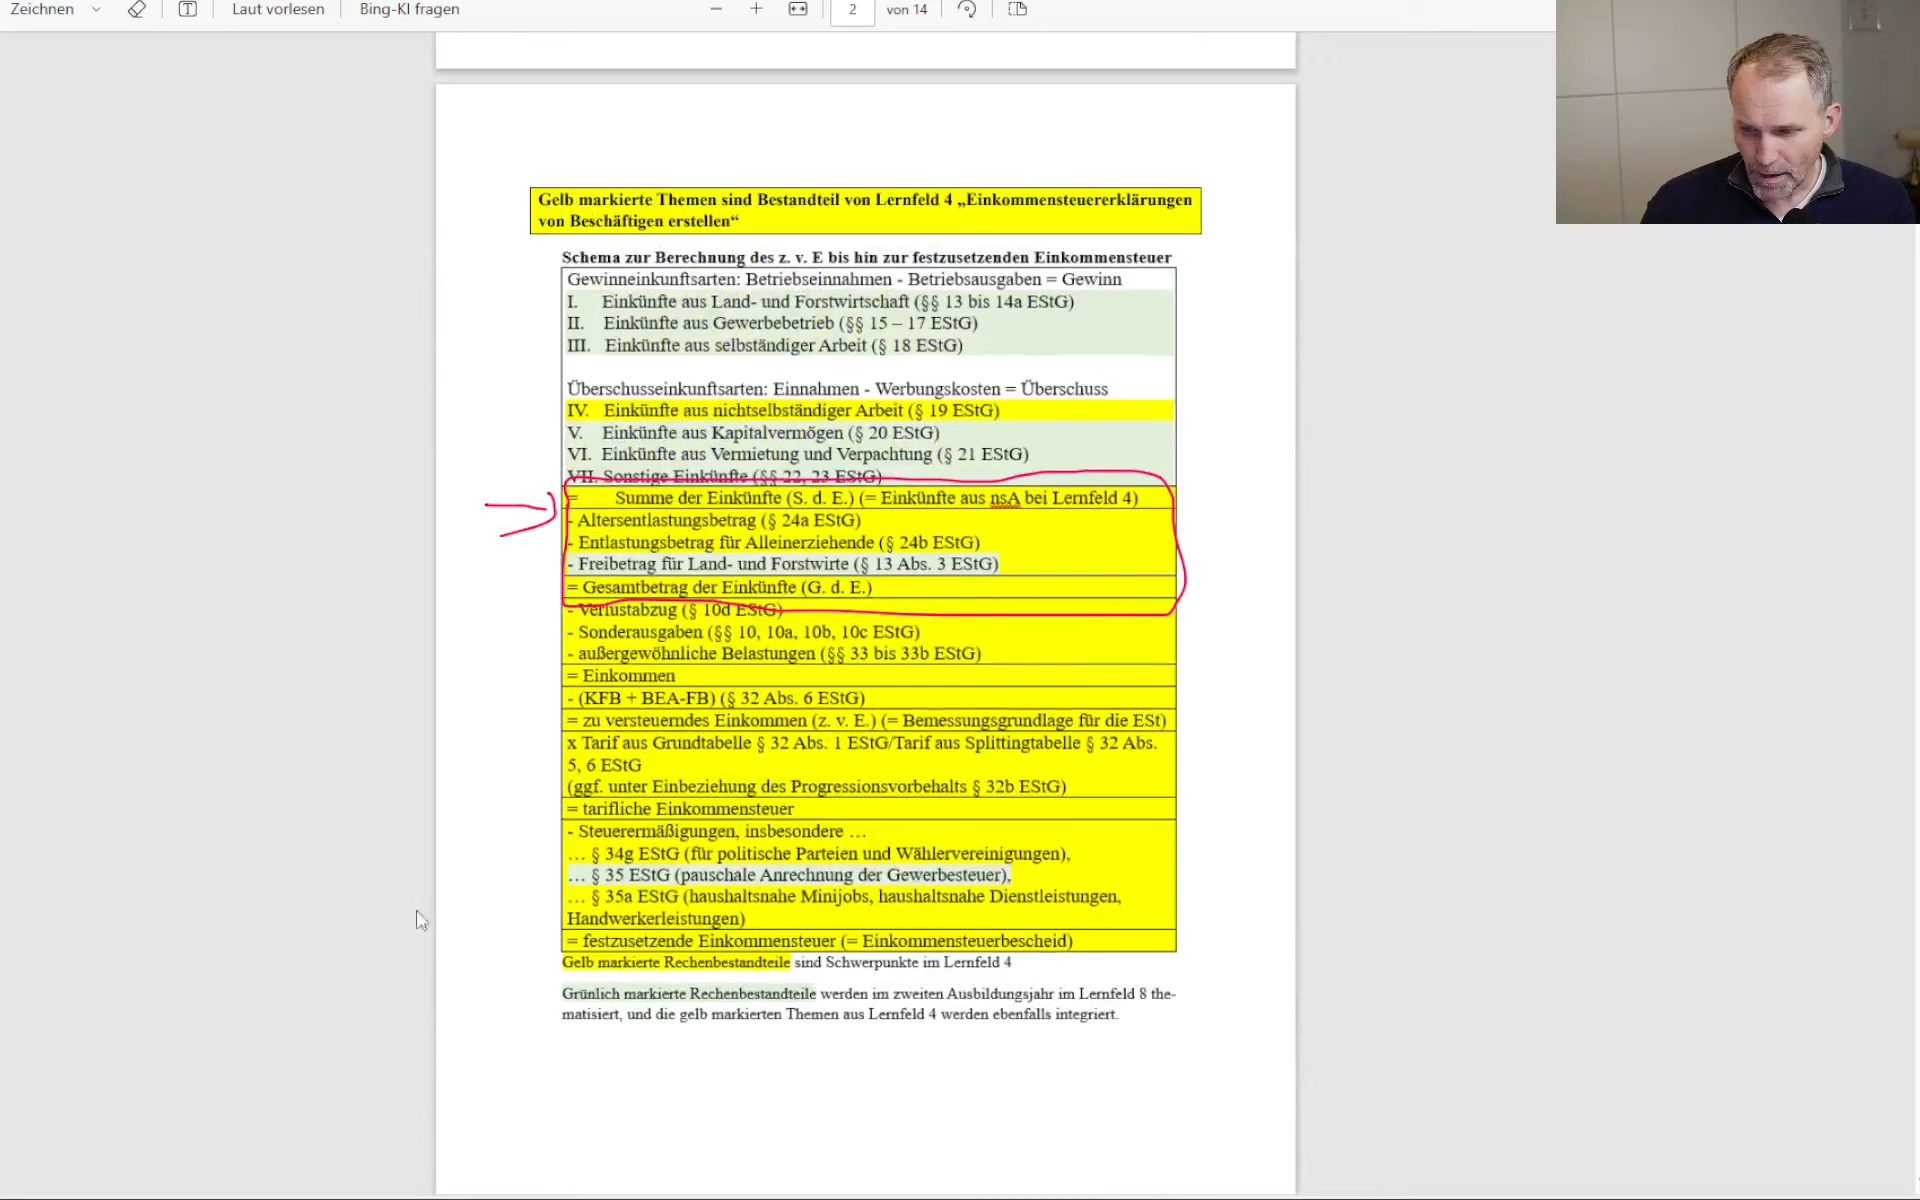 Zeichnen Laut vorlesen Bing-KI fragen 2 von 14
Gelb markierte Themen sind Bestandteil von Lernfeld 4 „Einkommensteuererklärungen
von Beschäftigen erstellen“
Schema zur Berechnung des z. v. E bis hin zur festzusetzenden Einkommensteuer
Gewinneinkunftsarten: Betriebseinnahmen - Betriebsausgaben = Gewinn
I. Einkünfte aus Land- und Forstwirtschaft (§§ 13 bis 14a EStG)
II. Einkünfte aus Gewerbebetrieb (§§ 15 – 17 EStG)
III. Einkünfte aus selbständiger Arbeit (§ 18 EStG)
Überschusseinkunftsarten: Einnahmen - Werbungskosten = Überschuss
IV. Einkünfte aus nichtselbständiger Arbeit (§ 19 EStG)
V. Einkünfte aus Kapitalvermögen (§ 20 EStG)
VI. Einkünfte aus Vermietung und Verpachtung (§ 21 EStG)
VII. Sonstige Einkünfte (§§ 22, 23 EStG)
= Summe der Einkünfte (S. d. E.) (= Einkünfte aus nsA bei Lernfeld 4)
- Altersentlastungsbetrag (§ 24a EStG)
- Entlastungsbetrag für Alleinerziehende (§ 24b EStG)
- Freibetrag für Land- und Forstwirte (§ 13 Abs. 3 EStG)
= Gesamtbetrag der Einkünfte (G. d. E.)
- Verlustabzug (§ 10d EStG)
- Sonderausgaben (§§ 10, 10a, 10b, 10c EStG)
- außergewöhnliche Belastungen (§§ 33 bis 33b EStG)
= Einkommen
- (KFB + BEA-FB) (§ 32 Abs. 6 EStG)
= zu versteuerndes Einkommen (z. v. E.) (= Bemessungsgrundlage für die ESt)
x Tarif aus Grundtabelle § 32 Abs. 1 EStG/Tarif aus Splittingtabelle § 32 Abs.
5, 6 EStG
(ggf. unter Einbeziehung des Progressionsvorbehalts § 32b EStG)
= tarifliche Einkommensteuer
- Steuerermäßigungen, insbesondere …
… § 34g EStG (für politische Parteien und Wählervereinigungen),
… § 35 EStG (pauschale Anrechnung der Gewerbesteuer),
… § 35a EStG (haushaltsnahe Minijobs, haushaltsnahe Dienstleistungen,
Handwerkerleistungen)
= festzusetzende Einkommensteuer (= Einkommensteuerbescheid)
Gelb markierte Rechenbestandteile sind Schwerpunkte im Lernfeld 4
Grünlich markierte Rechenbestandteile werden im zweiten Ausbildungsjahr im Lernfeld 8 the-
matisiert, und die gelb markierten Themen aus Lernfeld 4 werden ebenfalls integriert.